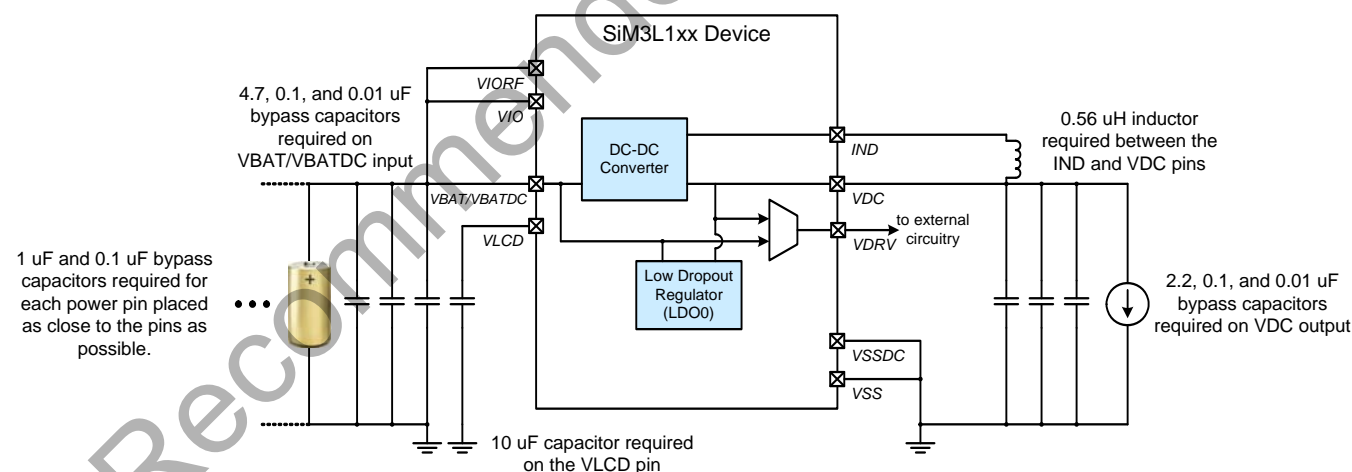 SiM3L1xx Device
VIORF
VIO
4.7, 0.1, and 0.01 uF
bypass capacitors
required on
VBAT/VBATDC input
DC-DC
Converter
IND
0.56 uH inductor
required between the
IND and VDC pins
VBAT/VBATDC
VDC
VLCD
VDRV
to external
circuitry
1 uF and 0.1 uF bypass
capacitors required for
each power pin placed
as close to the pins as
possible.
+
Low Dropout
Regulator
(LDO0)
2.2, 0.1, and 0.01 uF
bypass capacitors
required on VDC output
VSSDC
VSS
10 uF capacitor required
on the VLCD pin